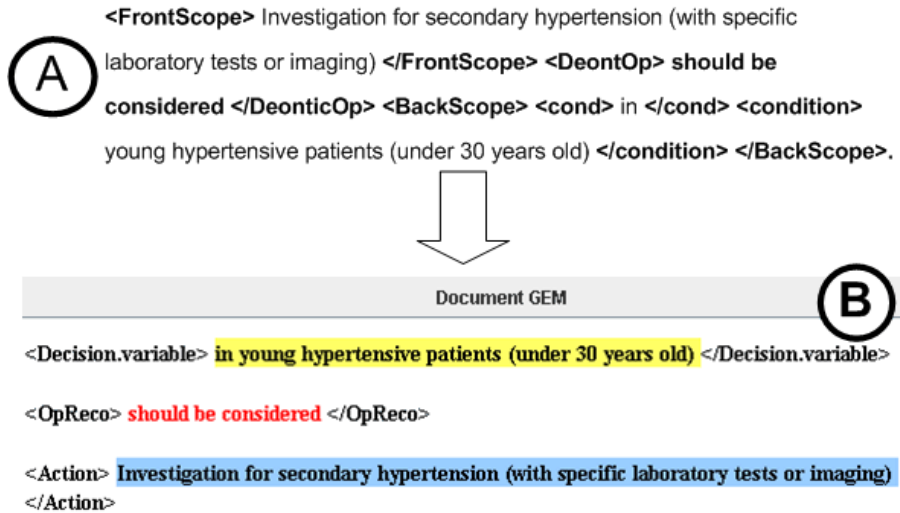 <FrontScope> Investigation for secondary hypertension (with specific
A
laboratory tests or imaging) </FrontScope> <DeontOp> should be
considered </DeonticOp> <BackScope> <cond> in </cond> <condition>
young hypertensive patients (under 30 years old) </condition> </BackScope>.
Document GEM
B
<Decision.variable> in young hypertensive patients (under 30 years old) </Decision.variable>
<OpReco> should be considered </OpReco>
<Action> Investigation for secondary hypertension (with specific laboratory tests or imaging)
</Action>